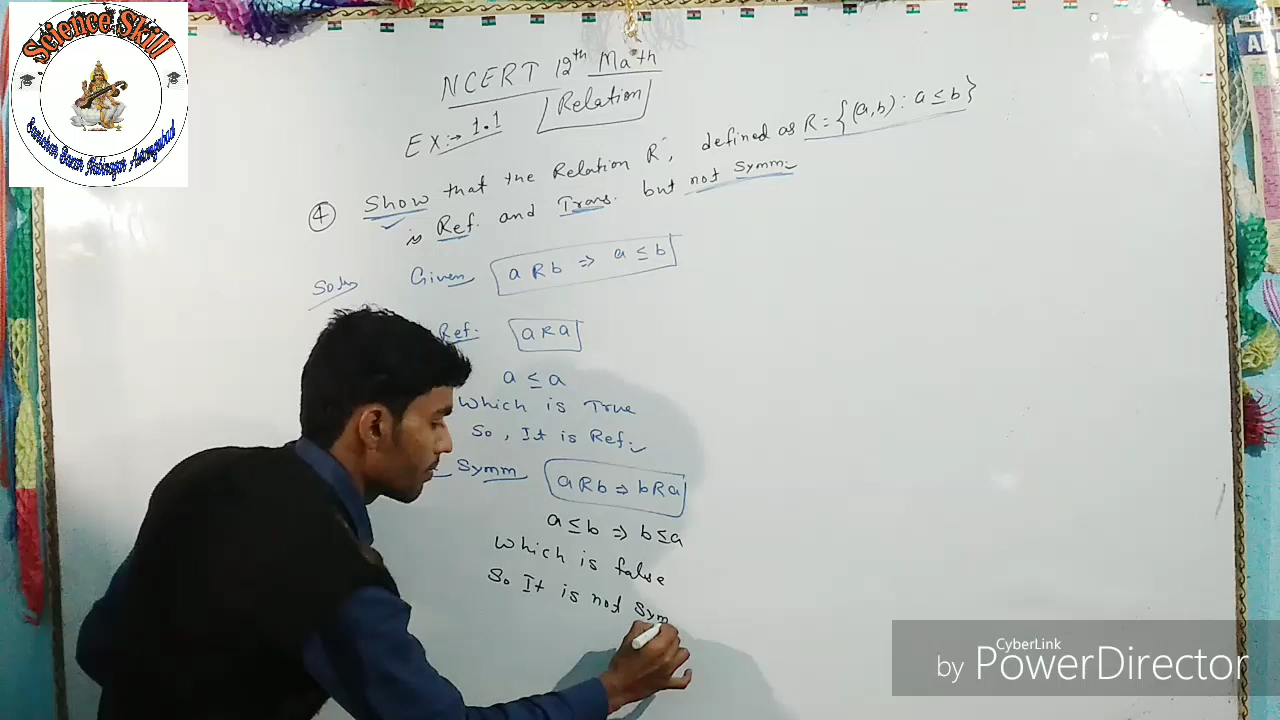 Science Skill
NCERT 12th Math
Relation
Ex:→ 1.1
④ Show that the Relation R, defined as R = {(a,b) : a ≤ b}
is Ref. and Trans. but not Symm
Soln Given a R b ⇒ a ≤ b
Ref. a R a
a ≤ a
Which is True
So, It is Ref.
Symm a R b ⇒ b R a
a ≤ b ⇒ b ≤ a
Which is false
So It is not Sym
CyberLink
by PowerDirector